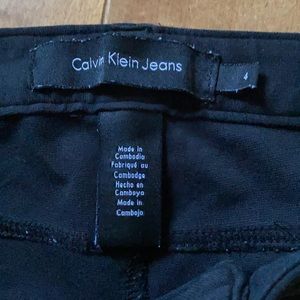 Calvin Klein Jeans
4
Made in
Cambodia
Fabriqué au
Cambodge
Hecho en
Camboya
Made in
Cambojo